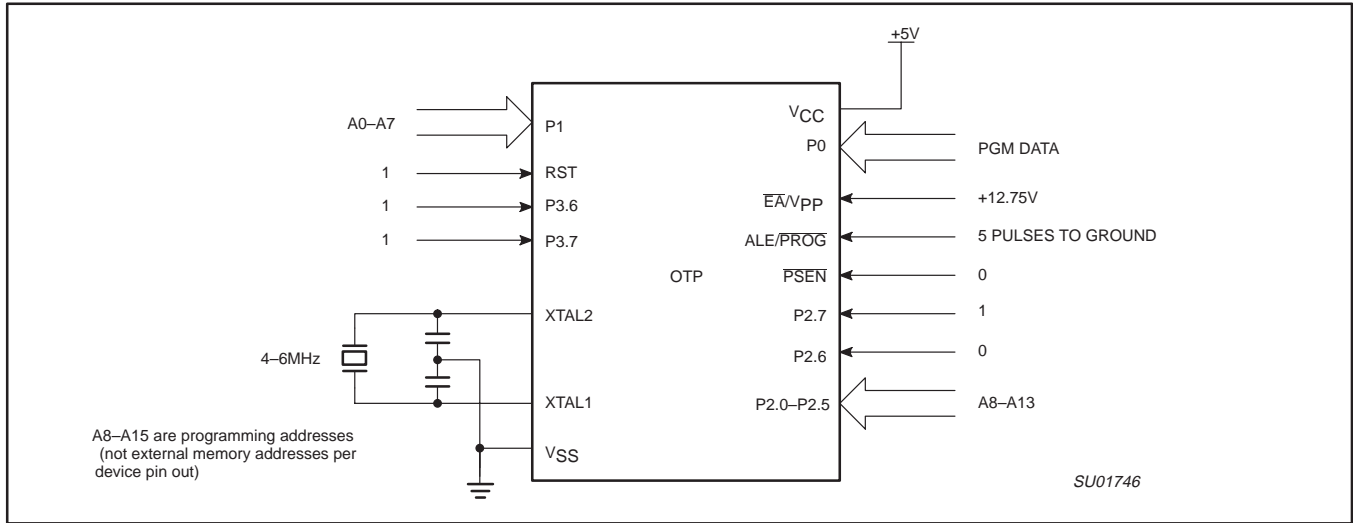 +5V
A0–A7
P1
VCC
P0
PGM DATA
1
RST
1
P3.6
EA/VPP
+12.75V
1
P3.7
ALE/PROG
5 PULSES TO GROUND
OTP
PSEN
0
XTAL2
P2.7
1
4–6MHz
P2.6
0
XTAL1
P2.0–P2.5
A8–A13
A8–A15 are programming addresses
(not external memory addresses per
device pin out)
VSS
SU01746